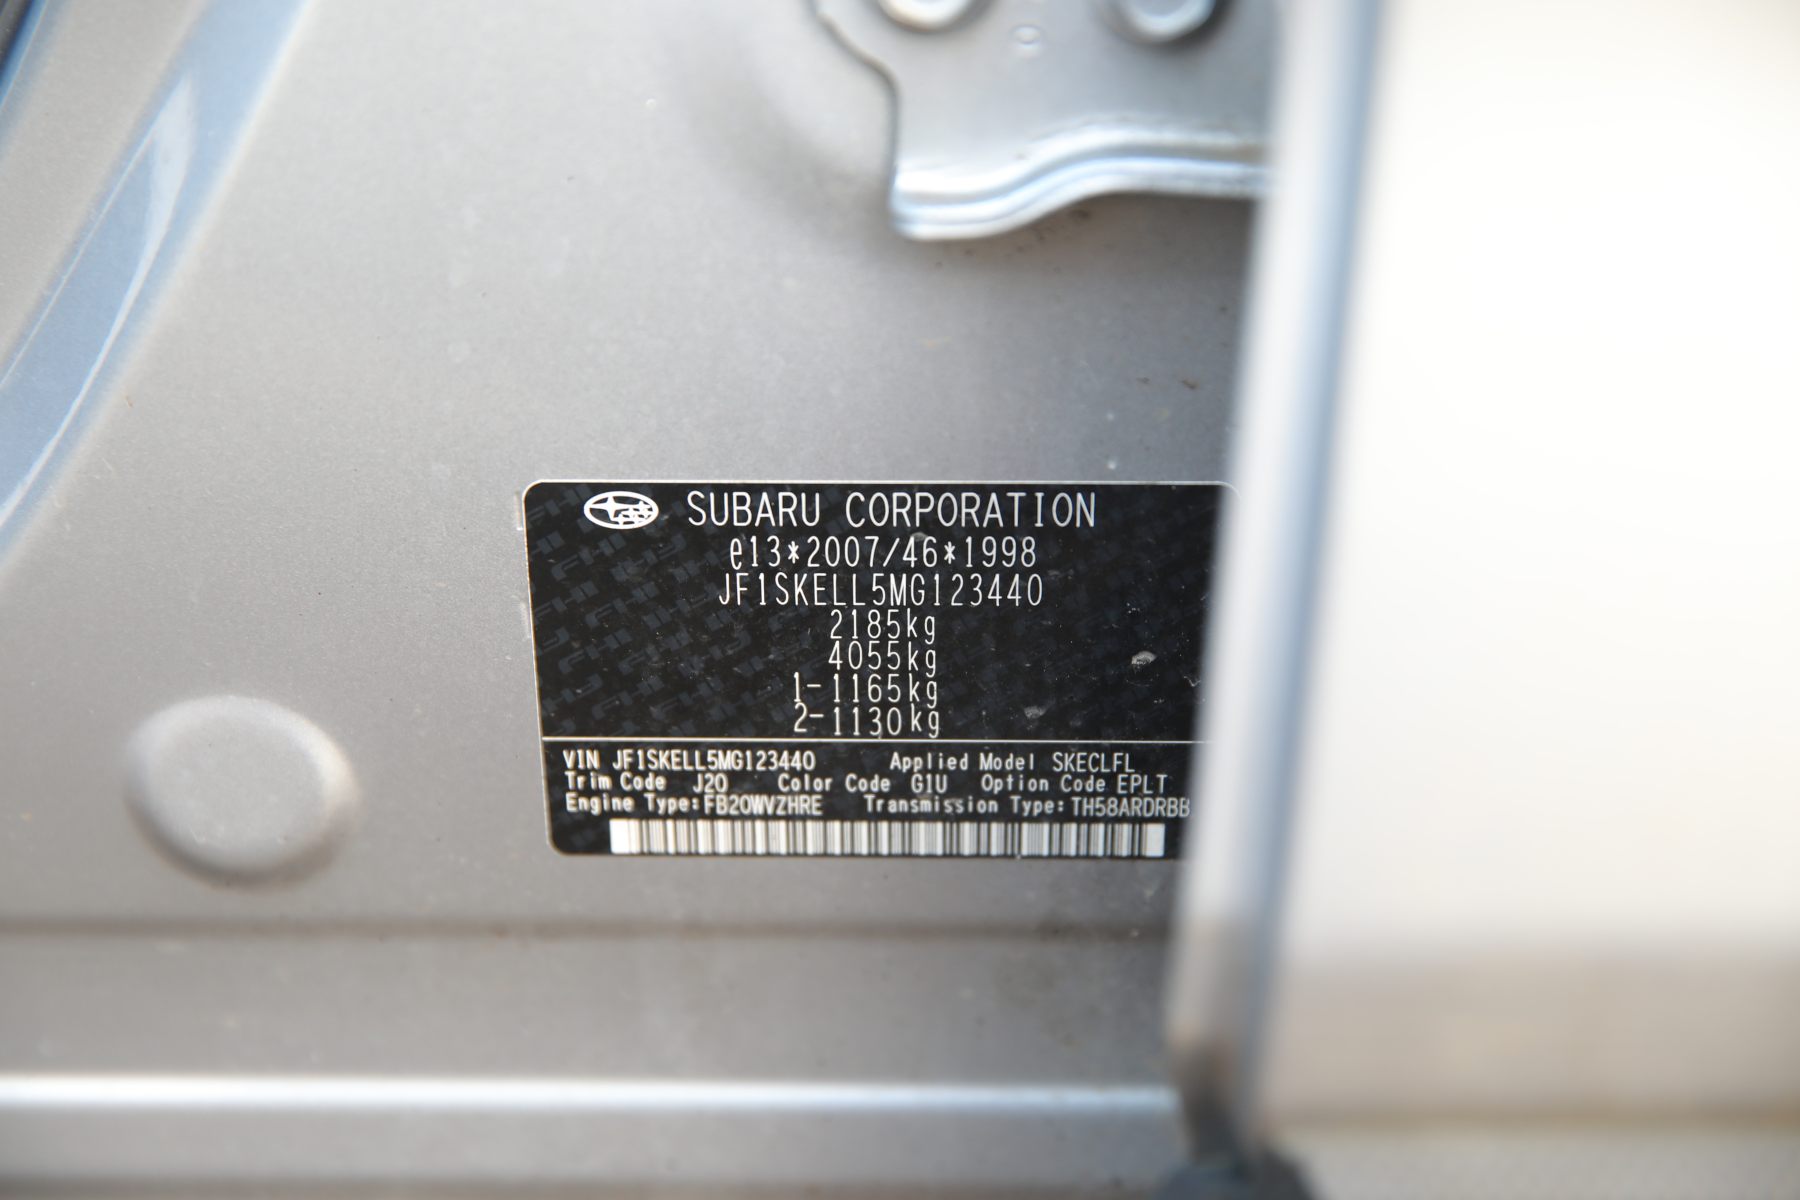 SUBARU CORPORATION
e13*2007/46*1998
JF1SKELL5MG123440
2185kg
4055kg
1-1165kg
2-1130kg
VIN JF1SKELL5MG123440 Applied Model SKECLFL
Trim Code J20 Color Code G1U Option Code EPLT
Engine Type:FB20WVZHRE Transmission Type:TH58ARDRBB